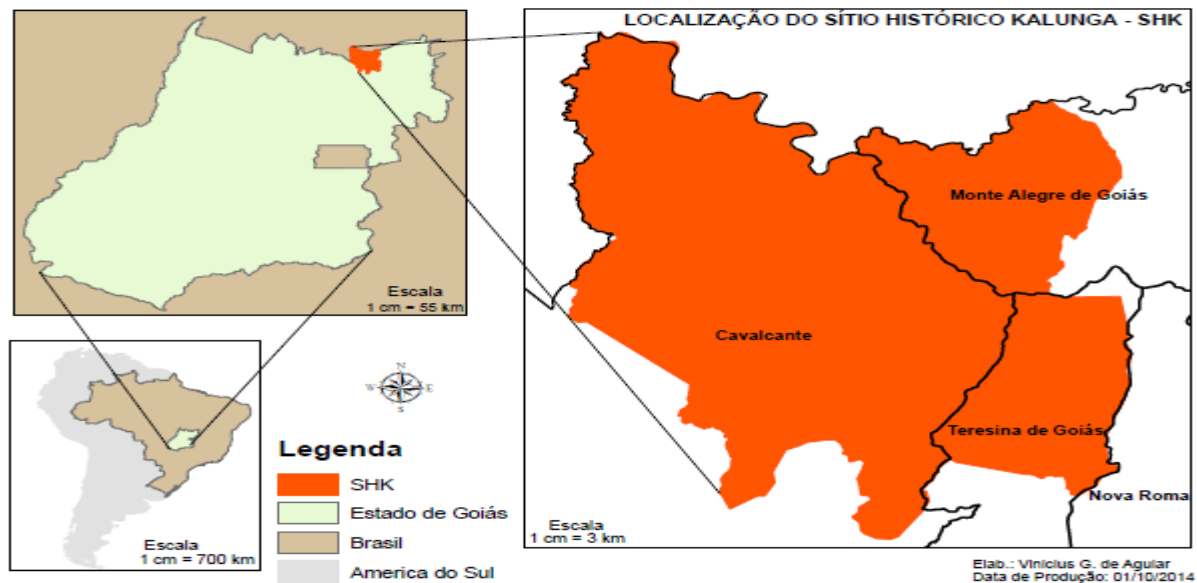 LOCALIZAÇÃO DO SÍTIO HISTÓRICO KALUNGA - SHK
Escala
1 cm = 55 km
Monte Alegre de Goiás
Cavalcante
Teresina de Goiás
Nova Roma
Escala
1 cm = 3 km
N
W
E
S
Legenda
SHK
Estado de Goiás
Brasil
America do Sul
Escala
1 cm = 700 km
Elab.: Vinicius G. de Aguiar
Data de Produção: 01/10/2014